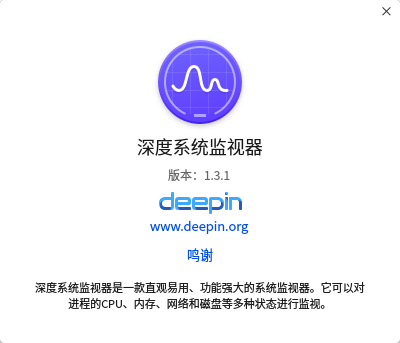 深度系统监视器
版本：1.3.1
deepin
www.deepin.org
鸣谢
深度系统监视器是一款直观易用、功能强大的系统监视器。它可以对
进程的CPU、内存、网络和磁盘等多种状态进行监视。